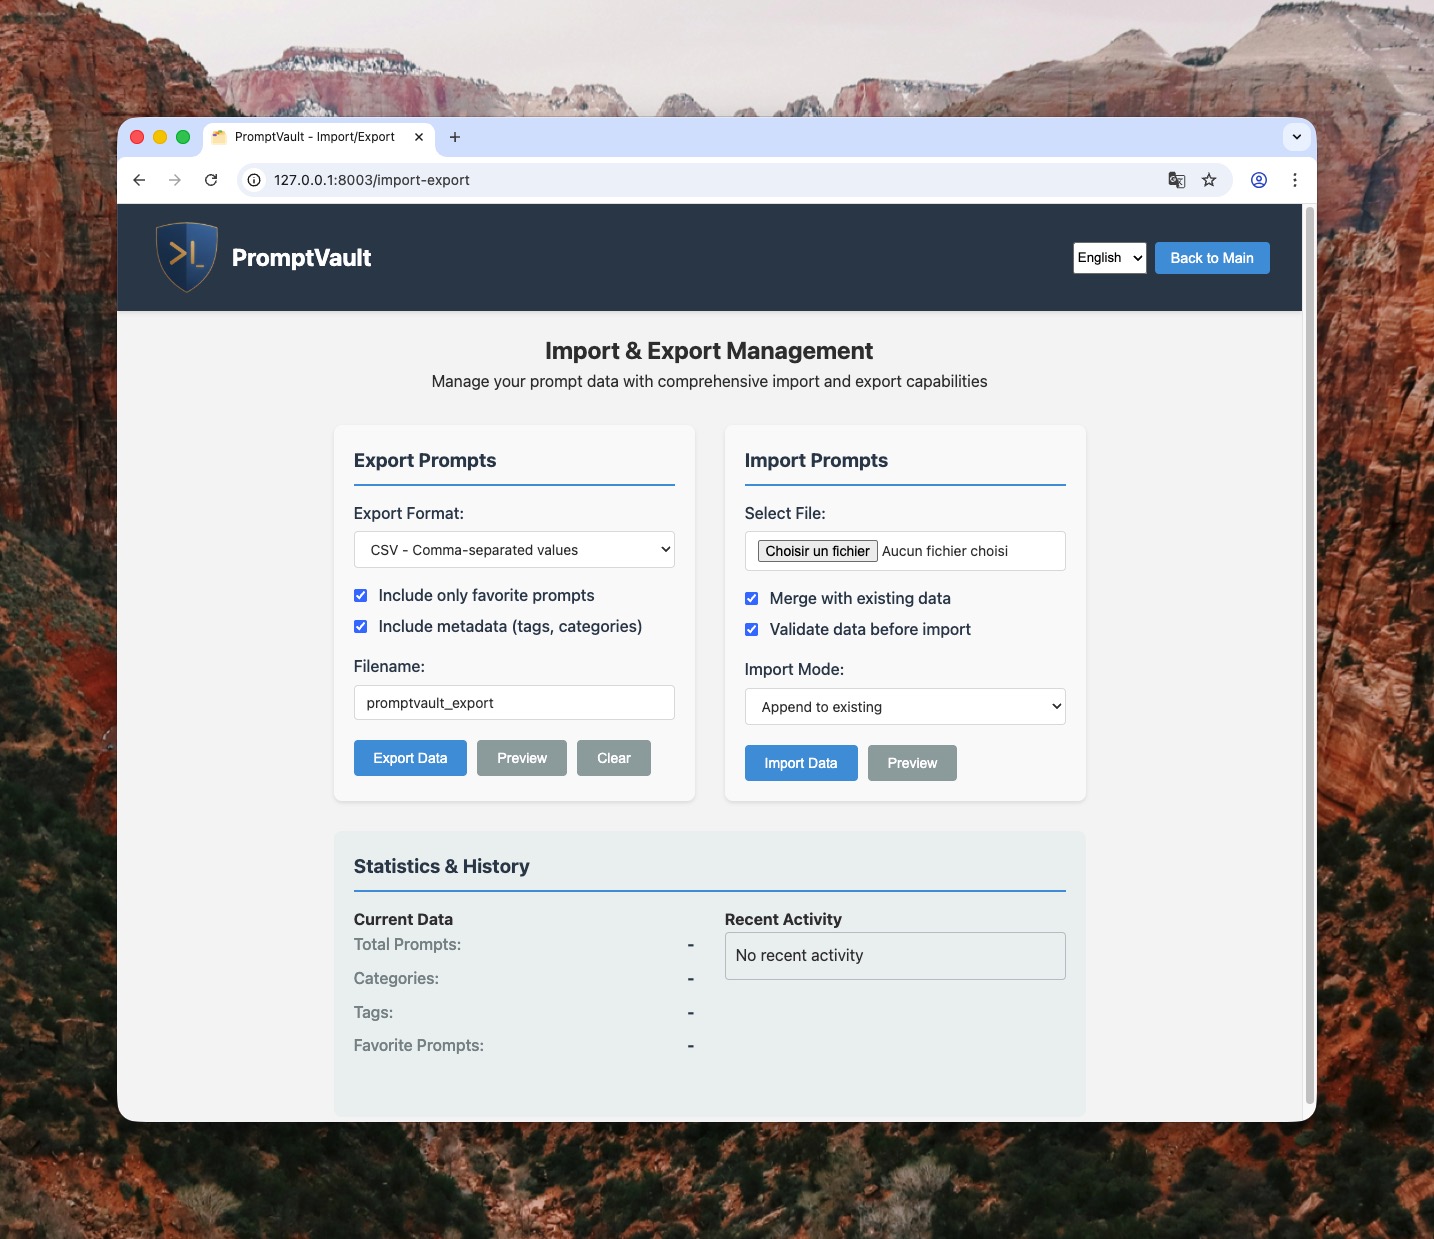 PromptVault - Import/Export
127.0.0.1:8003/import-export
PromptVault
English
Back to Main
Import & Export Management
Manage your prompt data with comprehensive import and export capabilities
Export Prompts
Export Format:
CSV - Comma-separated values
Include only favorite prompts
Include metadata (tags, categories)
Filename:
promptvault_export
Export Data Preview Clear
Import Prompts
Select File:
Choisir un fichier Aucun fichier choisi
Merge with existing data
Validate data before import
Import Mode:
Append to existing
Import Data Preview
Statistics & History
Current Data
Total Prompts: -
Categories: -
Tags: -
Favorite Prompts: -
Recent Activity
No recent activity